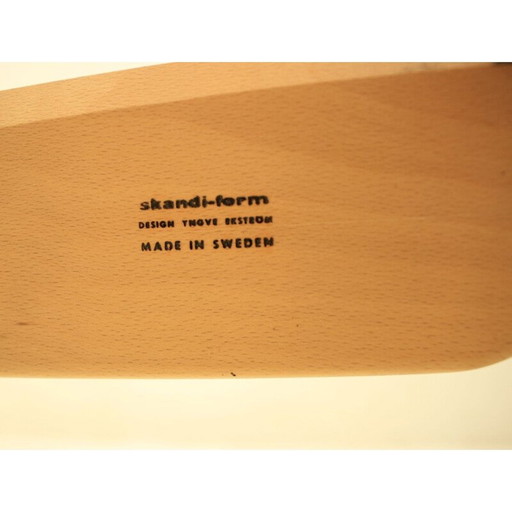 skandi-form
DESIGN YNGVE EKSTRÖM
MADE IN SWEDEN